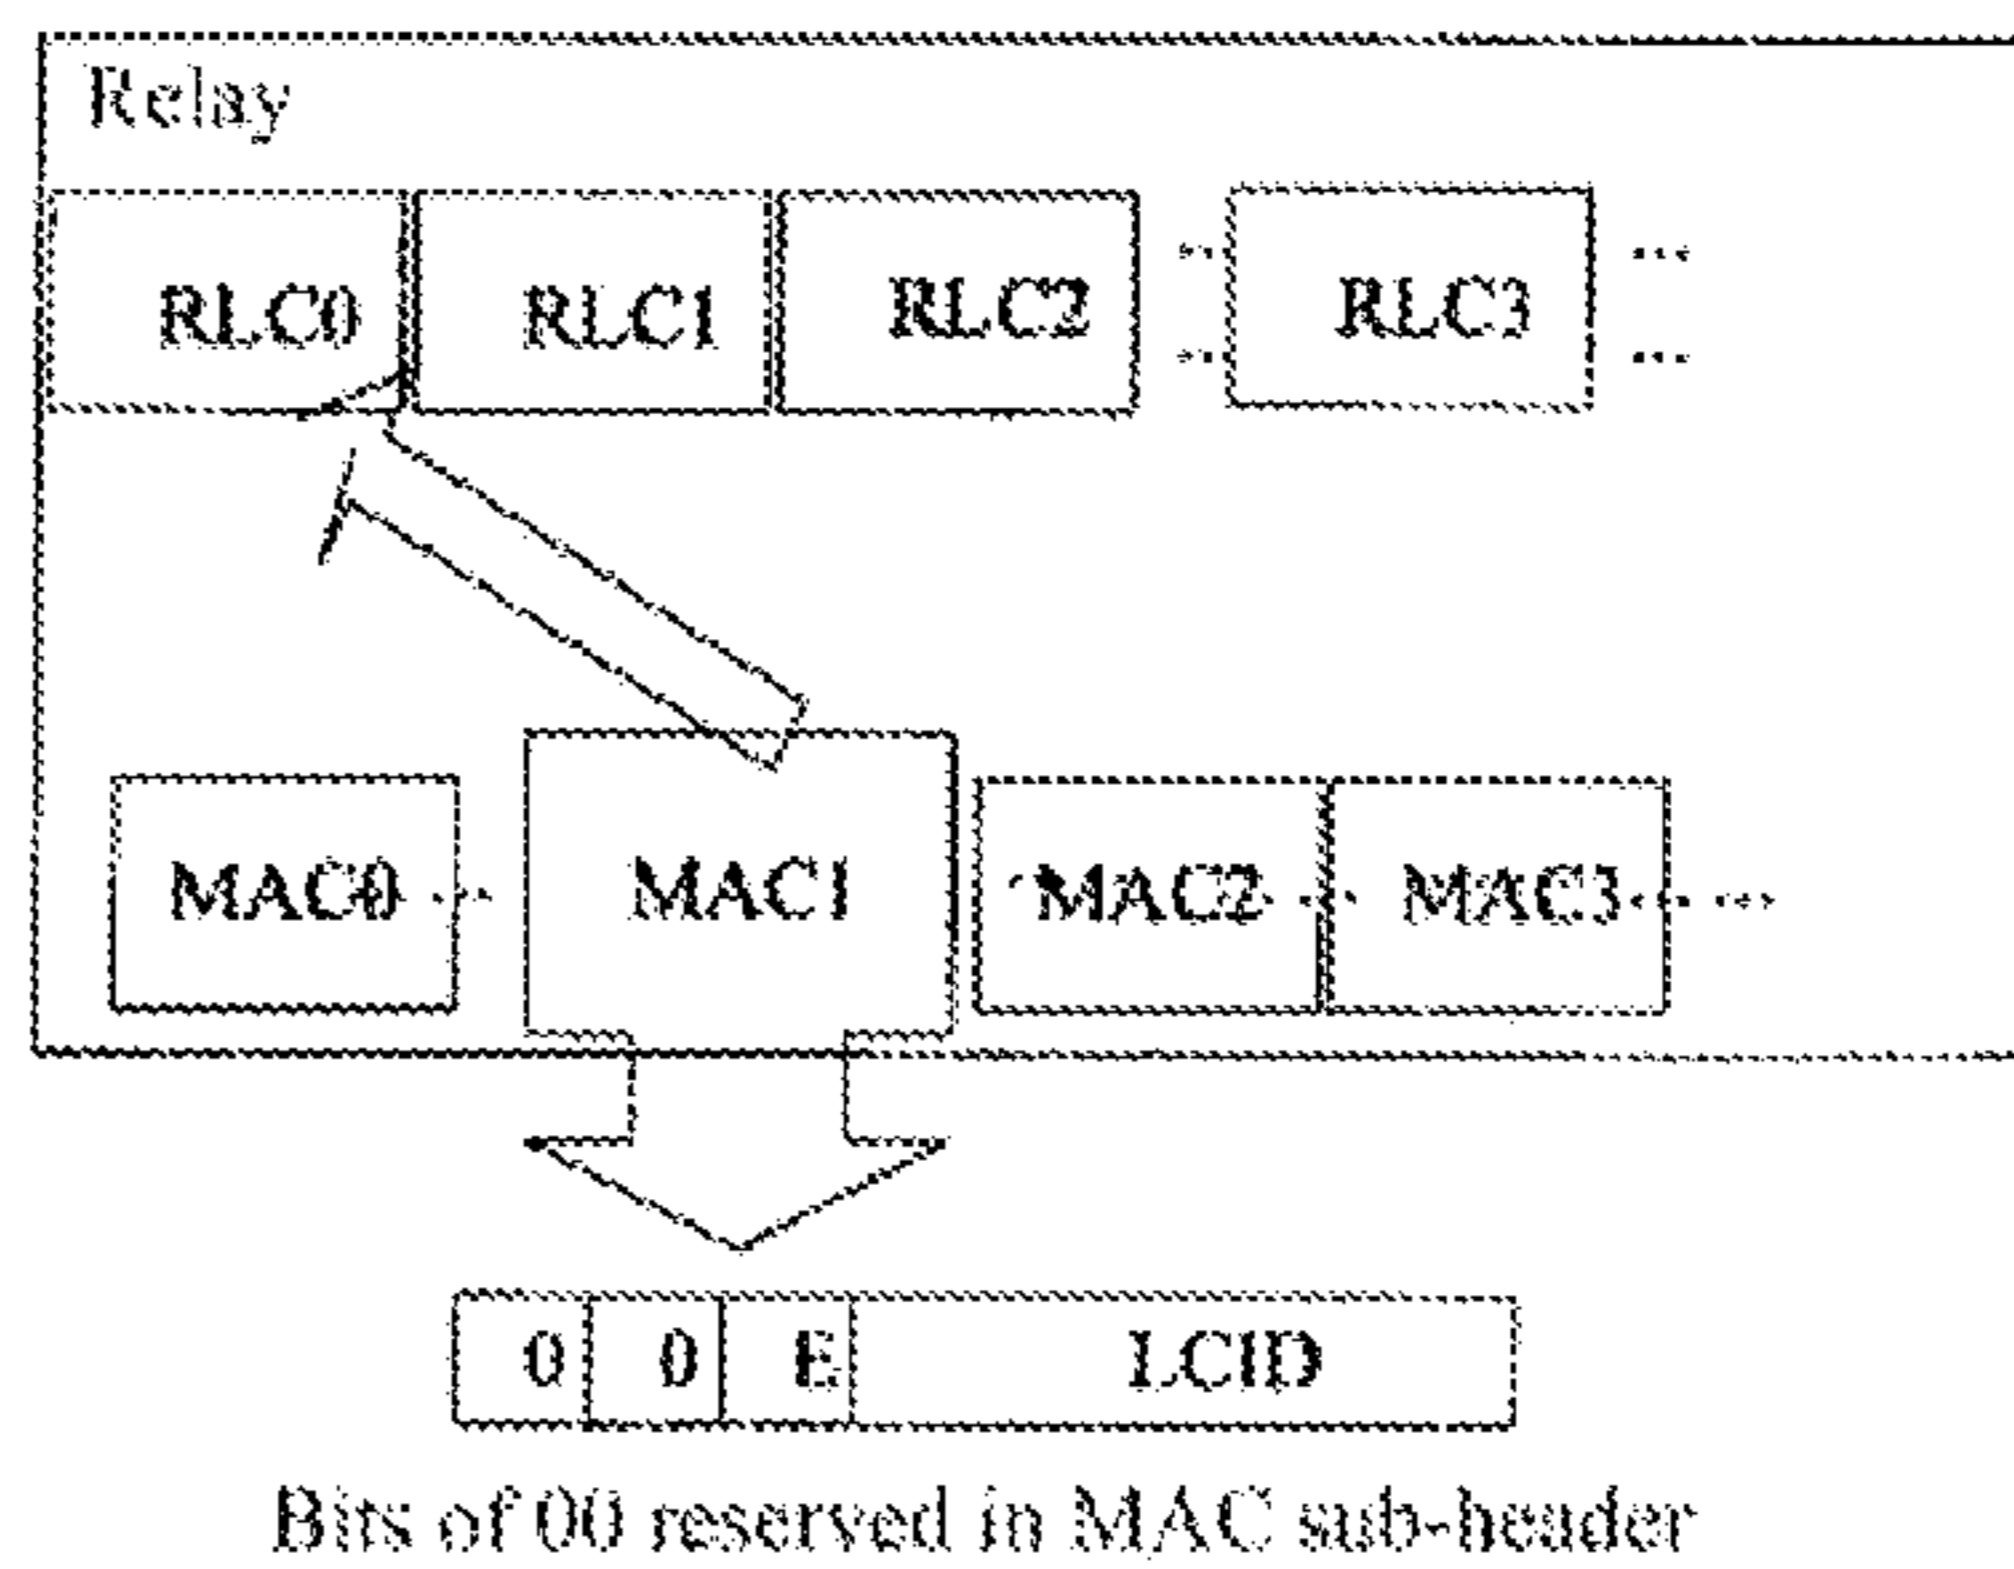 Relay
RLC0 RLC1 RLC2 ... RLC3 ...
... ...
MAC0 ... MAC1 MAC2 ... MAC3 ... ...
0 0 E LCID
Bits of 00 reserved in MAC sub-header